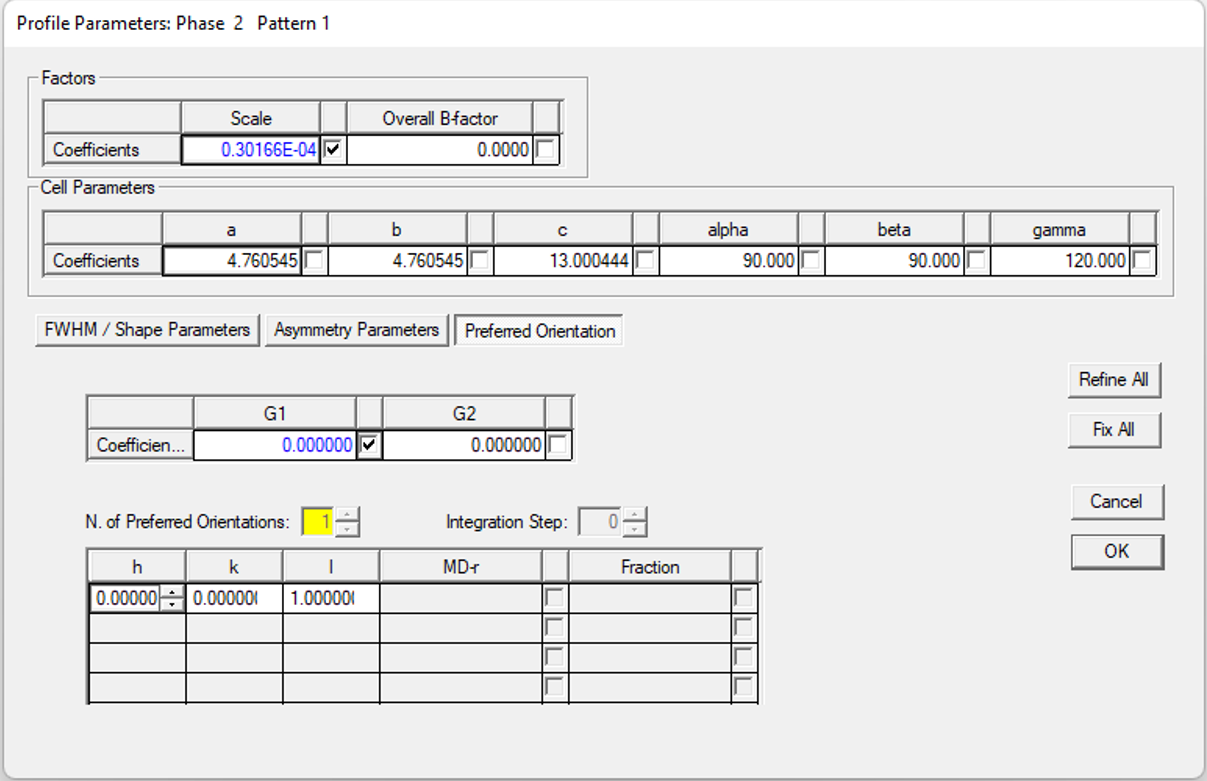 Profile Parameters: Phase 2 Pattern 1
Factors
Scale Overall B-factor
Coefficients 0.30166E-04 0.0000
Cell Parameters
a b c alpha beta gamma
Coefficients 4.760545 4.760545 13.000444 90.000 90.000 120.000
FWHM / Shape Parameters Asymmetry Parameters Preferred Orientation
Refine All
G1 G2
Coefficien... 0.000000 0.000000
Fix All
Cancel
N. of Preferred Orientations: 1 Integration Step: 0
OK
h k l MD-r Fraction
0.00000 0.00000 1.00000